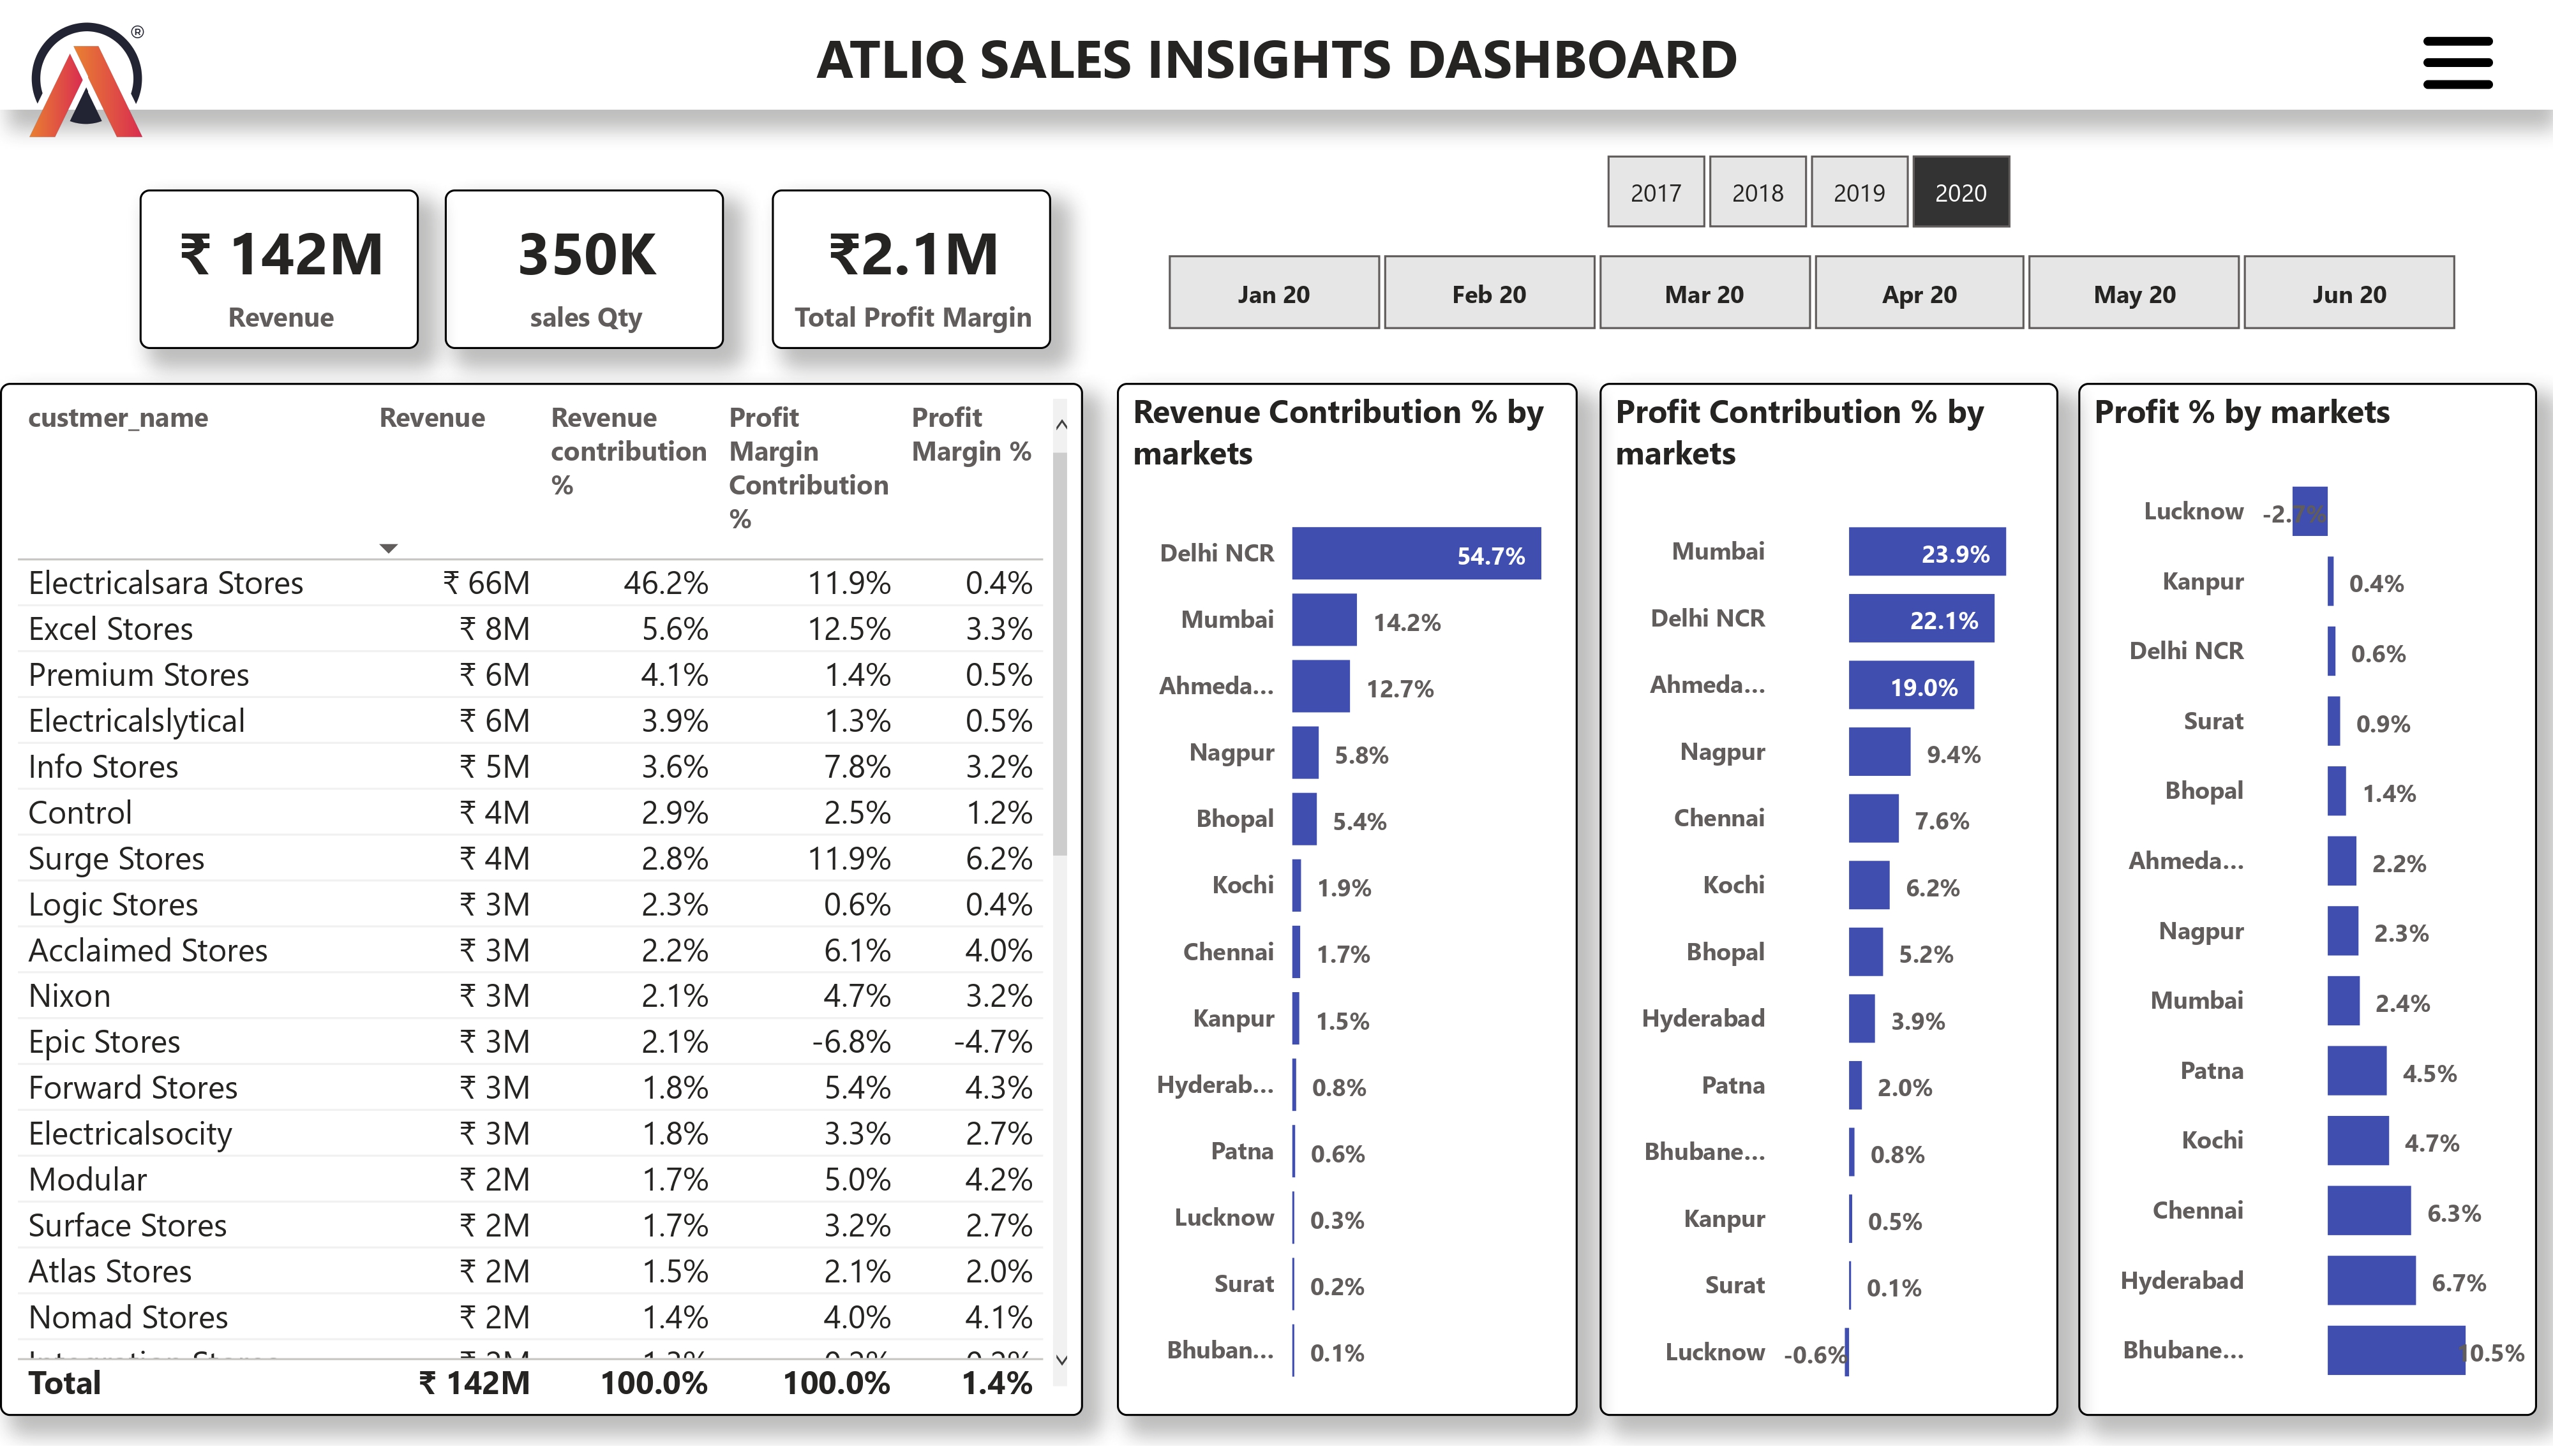 ®
ATLIQ SALES INSIGHTS DASHBOARD
2017 2018 2019 2020
₹ 142M
Revenue
350K
sales Qty
₹2.1M
Total Profit Margin
Jan 20 Feb 20 Mar 20 Apr 20 May 20 Jun 20
custmer_name Revenue Revenue contribution % Profit Margin Contribution % Profit Margin %
Electricalsara Stores ₹ 66M 46.2% 11.9% 0.4%
Excel Stores ₹ 8M 5.6% 12.5% 3.3%
Premium Stores ₹ 6M 4.1% 1.4% 0.5%
Electricalslytical ₹ 6M 3.9% 1.3% 0.5%
Info Stores ₹ 5M 3.6% 7.8% 3.2%
Control ₹ 4M 2.9% 2.5% 1.2%
Surge Stores ₹ 4M 2.8% 11.9% 6.2%
Logic Stores ₹ 3M 2.3% 0.6% 0.4%
Acclaimed Stores ₹ 3M 2.2% 6.1% 4.0%
Nixon ₹ 3M 2.1% 4.7% 3.2%
Epic Stores ₹ 3M 2.1% -6.8% -4.7%
Forward Stores ₹ 3M 1.8% 5.4% 4.3%
Electricalsocity ₹ 3M 1.8% 3.3% 2.7%
Modular ₹ 2M 1.7% 5.0% 4.2%
Surface Stores ₹ 2M 1.7% 3.2% 2.7%
Atlas Stores ₹ 2M 1.5% 2.1% 2.0%
Nomad Stores ₹ 2M 1.4% 4.0% 4.1%
Total ₹ 142M 100.0% 100.0% 1.4%
Revenue Contribution % by
markets
Delhi NCR 54.7%
Mumbai 14.2%
Ahmeda... 12.7%
Nagpur 5.8%
Bhopal 5.4%
Kochi 1.9%
Chennai 1.7%
Kanpur 1.5%
Hyderab... 0.8%
Patna 0.6%
Lucknow 0.3%
Surat 0.2%
Bhuban... 0.1%
Profit Contribution % by
markets
Mumbai 23.9%
Delhi NCR 22.1%
Ahmeda... 19.0%
Nagpur 9.4%
Chennai 7.6%
Kochi 6.2%
Bhopal 5.2%
Hyderabad 3.9%
Patna 2.0%
Bhubane... 0.8%
Kanpur 0.5%
Surat 0.1%
Lucknow -0.6%
Profit % by markets
Lucknow -2.7%
Kanpur 0.4%
Delhi NCR 0.6%
Surat 0.9%
Bhopal 1.4%
Ahmeda... 2.2%
Nagpur 2.3%
Mumbai 2.4%
Patna 4.5%
Kochi 4.7%
Chennai 6.3%
Hyderabad 6.7%
Bhubane... 10.5%